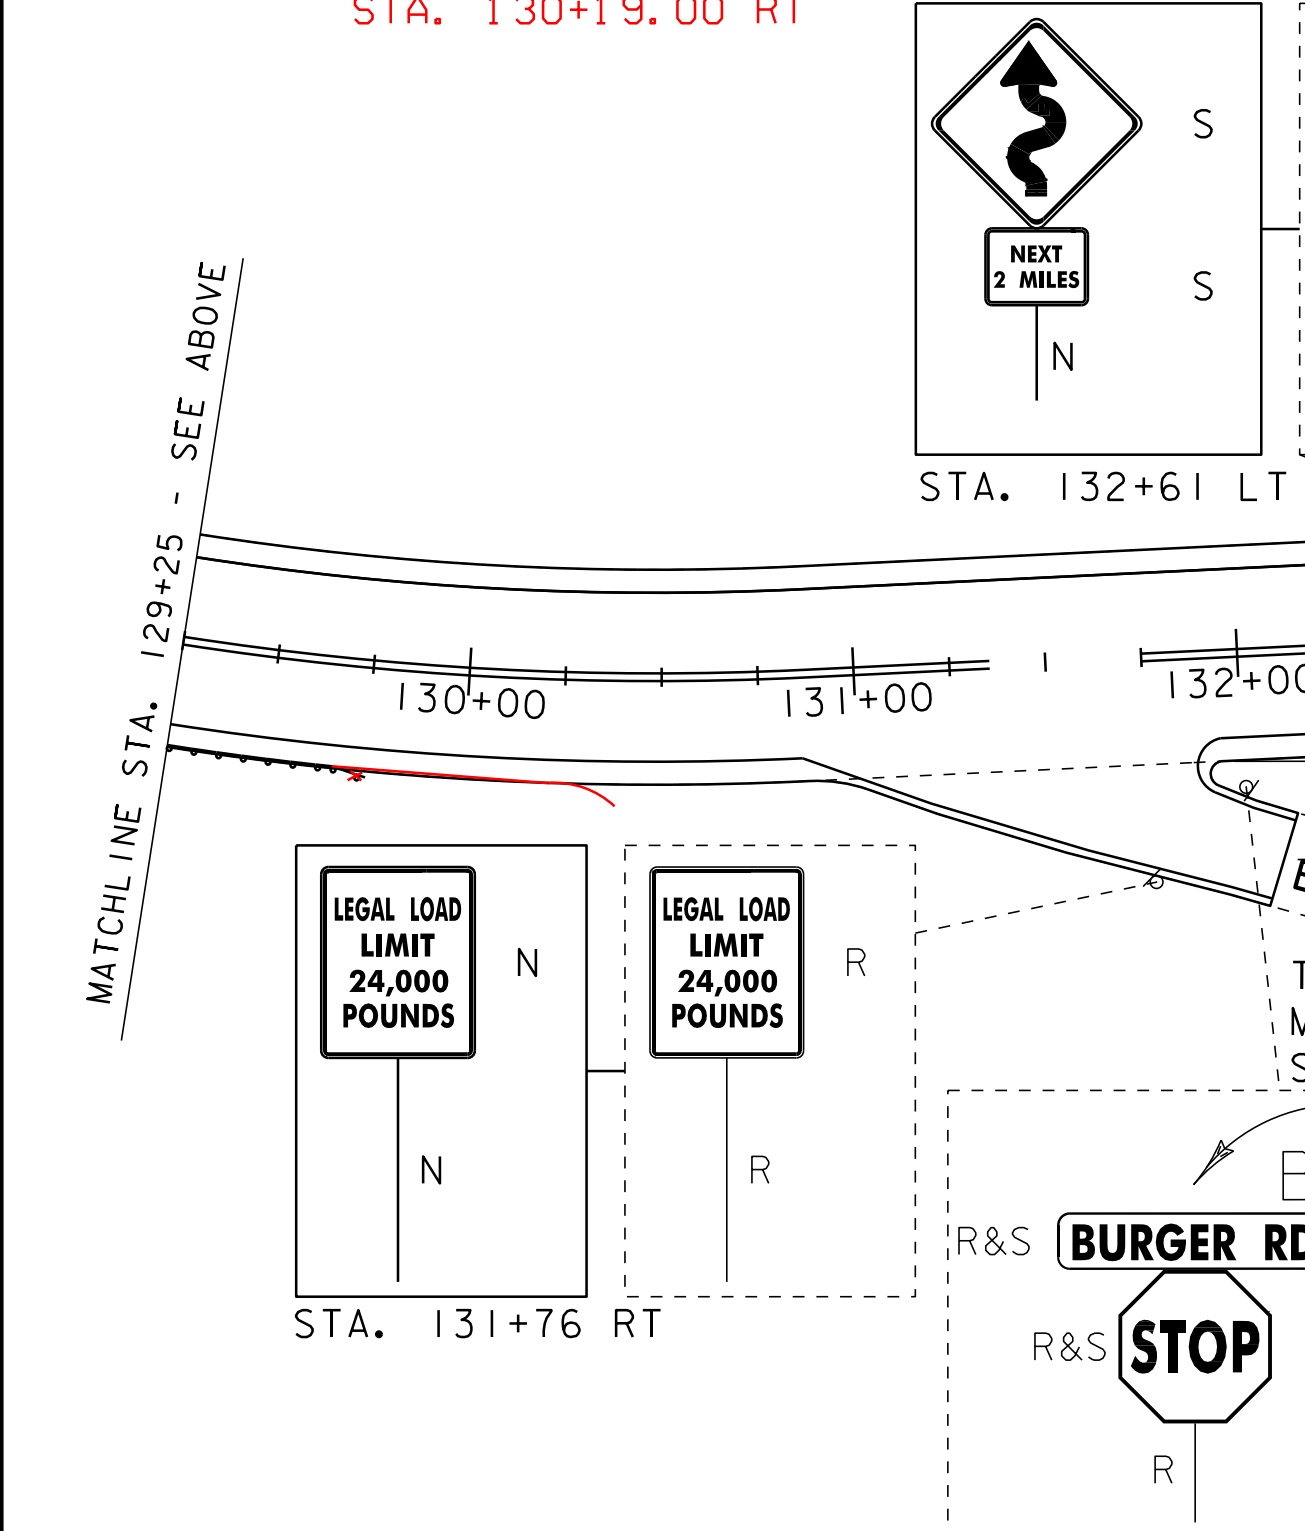 STA. 130+19.00 RT
S
NEXT
2 MILES
S
N
STA. 132+61 LT
MATCHLINE STA. 129+25 - SEE ABOVE
130+00
131+00
132+00
LEGAL LOAD
LIMIT
24,000
POUNDS
N
N
LEGAL LOAD
LIMIT
24,000
POUNDS
R
R
STA. 131+76 RT
R&S
BURGER RD
R&S
STOP
R